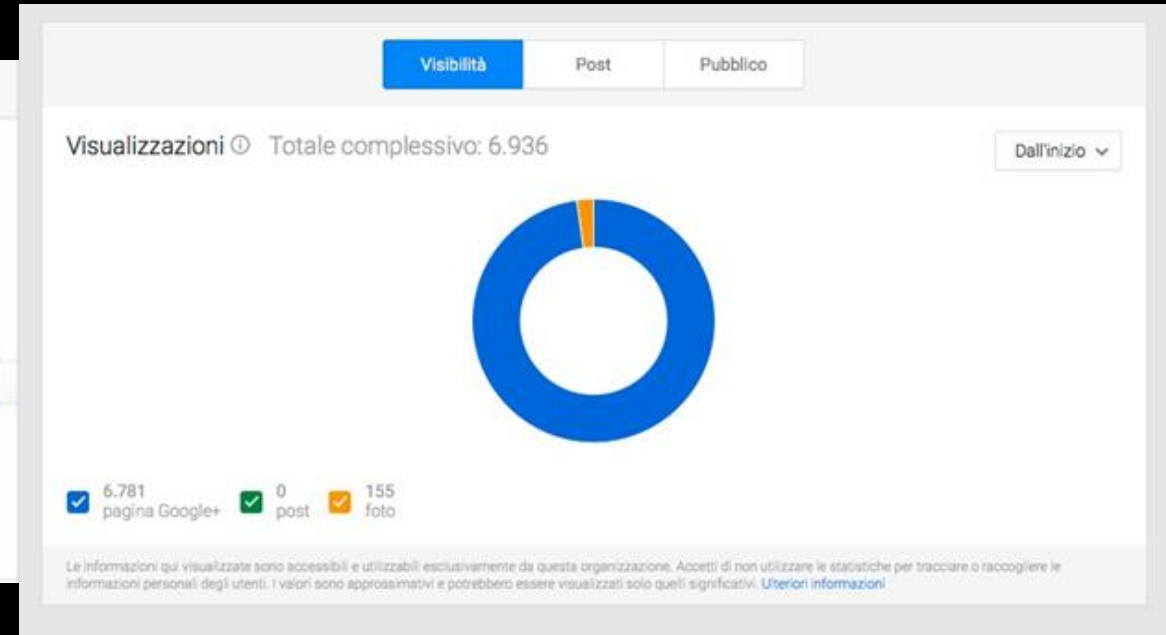 Visibilità Post Pubblico
Visualizzazioni Totale complessivo: 6.936
Dall'inizio
6.781
pagina Google+
0
post
155
foto
Le informazioni qui visualizzate sono accessibili e utilizzabili esclusivamente da questa organizzazione. Accetti di non utilizzare le statistiche per tracciare o raccogliere le
informazioni personali degli utenti. I valori sono approssimativi e potrebbero essere visualizzati solo quelli significativi. Ulteriori informazioni